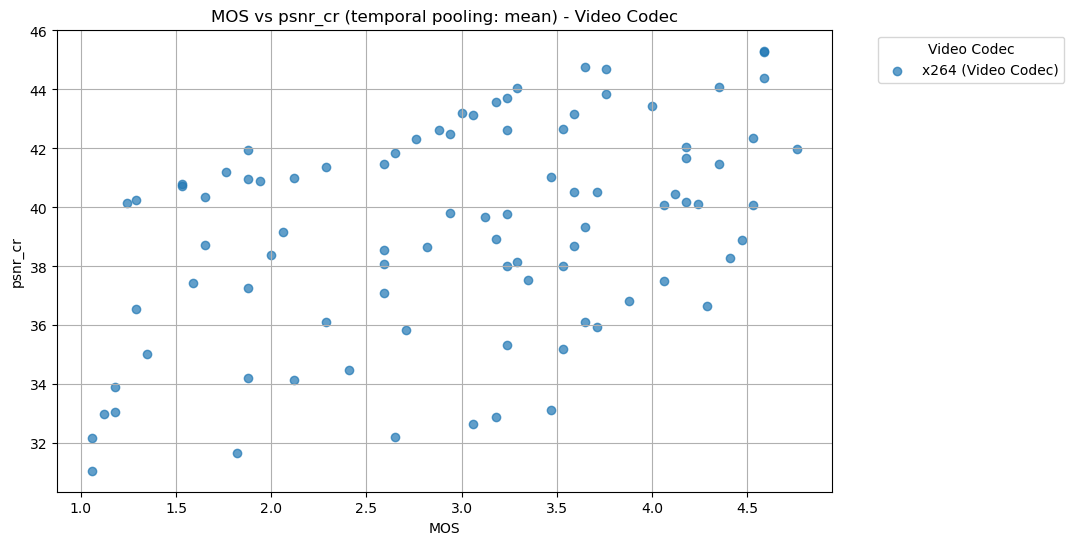 MOS vs psnr_cr (temporal pooling: mean) - Video Codec
Video Codec
x264 (Video Codec)
psnr_cr
46
44
42
40
38
36
34
32
1.0 1.5 2.0 2.5 3.0 3.5 4.0 4.5
MOS